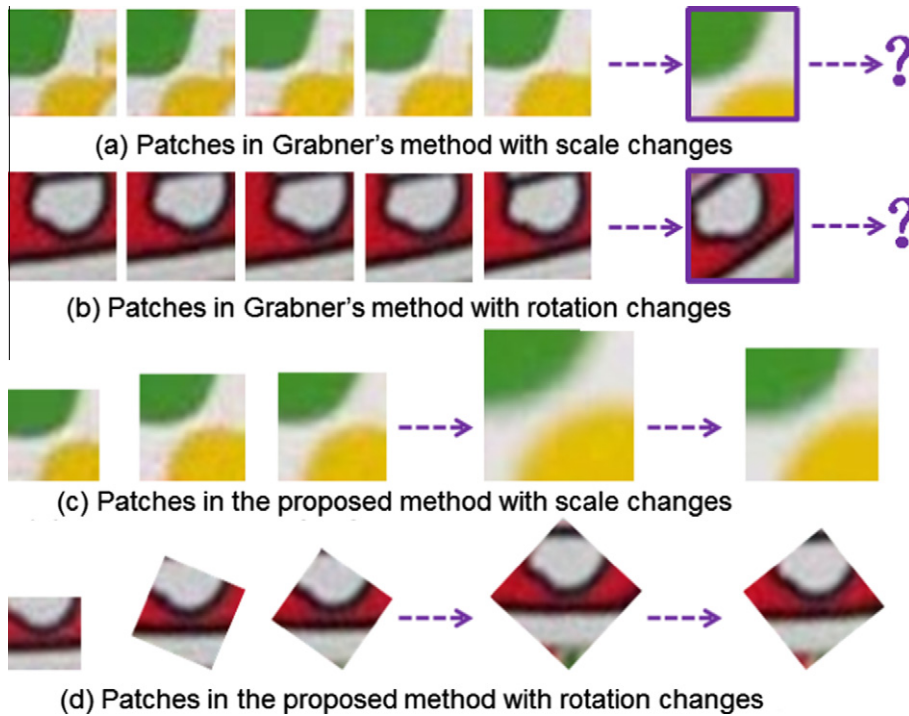 ?
(a) Patches in Grabner's method with scale changes
?
(b) Patches in Grabner's method with rotation changes
(c) Patches in the proposed method with scale changes
(d) Patches in the proposed method with rotation changes